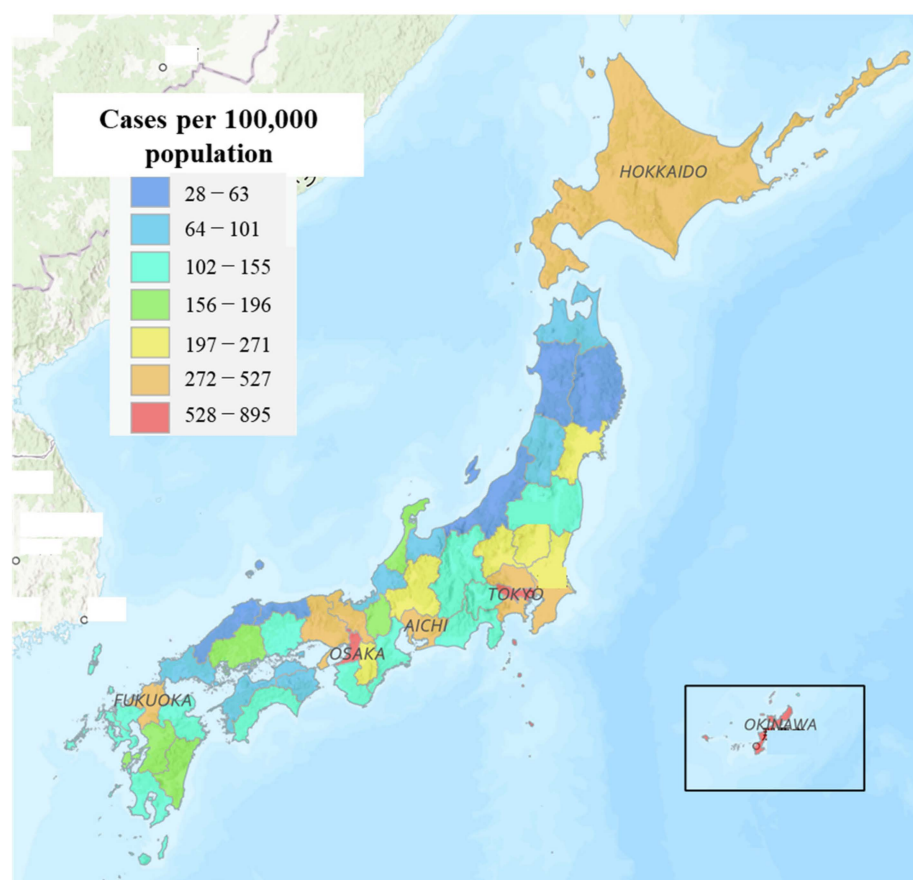 Cases per 100,000
population
28 – 63
64 – 101
102 – 155
156 – 196
197 – 271
272 – 527
528 – 895
HOKKAIDO
TOKYO
AICHI
OSAKA
FUKUOKA
OKINAWA